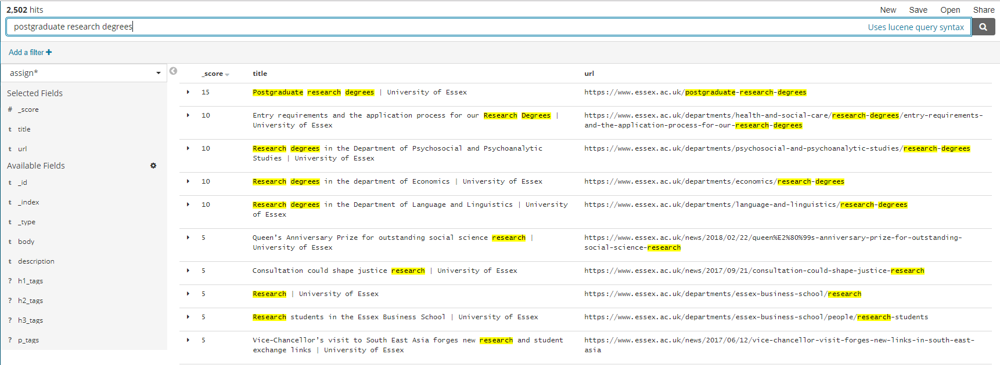 2,502 hits
New Save Open Share
postgraduate research degrees
Uses lucene query syntax
Add a filter
assign*
Selected Fields
# _score
t title
t url
Available Fields
t _id
t _index
t _type
t body
t description
? h1_tags
? h2_tags
? h3_tags
? p_tags
_score title url
15 Postgraduate research degrees | University of Essex https://www.essex.ac.uk/postgraduate-research-degrees
10 Entry requirements and the application process for our Research Degrees | https://www.essex.ac.uk/departments/health-and-social-care/research-degrees/entry-requirements-
University of Essex and-the-application-process-for-our-research-degrees
10 Research degrees in the Department of Psychosocial and Psychoanalytic https://www.essex.ac.uk/departments/psychosocial-and-psychoanalytic-studies/research-degrees
Studies | University of Essex
10 Research degrees in the department of Economics | University of Essex https://www.essex.ac.uk/departments/economics/research-degrees
10 Research degrees in the Department of Language and Linguistics | University https://www.essex.ac.uk/departments/language-and-linguistics/research-degrees
of Essex
5 Queen’s Anniversary Prize for outstanding social science research | https://www.essex.ac.uk/news/2018/02/22/queen%E2%80%99s-anniversary-prize-for-outstanding-
University of Essex social-science-research
5 Consultation could shape justice research | University of Essex https://www.essex.ac.uk/news/2017/09/21/consultation-could-shape-justice-research
5 Research | University of Essex https://www.essex.ac.uk/departments/essex-business-school/research
5 Research students in the Essex Business School | University of Essex https://www.essex.ac.uk/departments/essex-business-school/people/research-students
5 Vice-Chancellor’s visit to South East Asia forges new research and student https://www.essex.ac.uk/news/2017/06/12/vice-chancellor-visit-forges-new-links-in-south-east-
exchange links | University of Essex asia